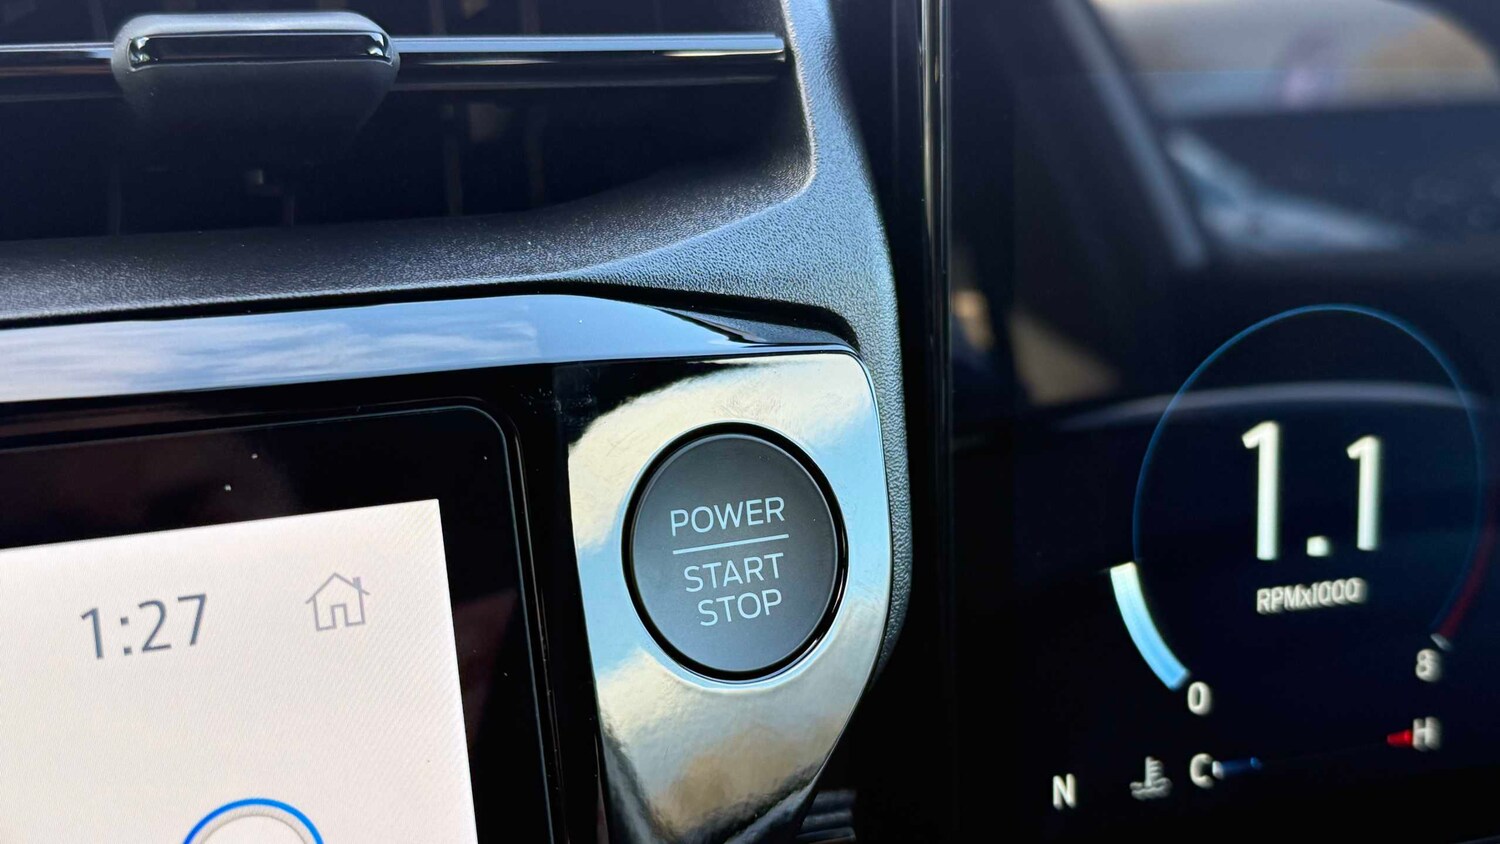 1:27
POWER
START
STOP
1.1
RPMx1000
0
8
N
C
H